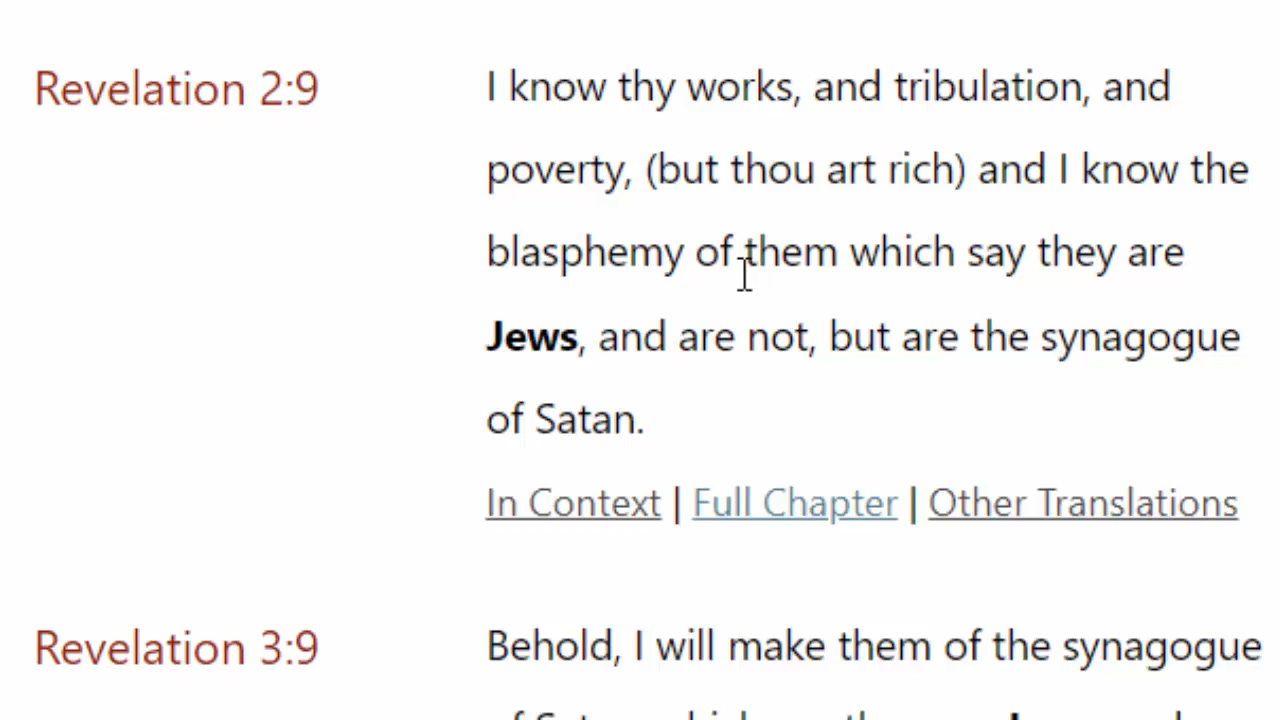 Revelation 2:9
I know thy works, and tribulation, and
poverty, (but thou art rich) and I know the
blasphemy of them which say they are
Jews, and are not, but are the synagogue
of Satan.
In Context | Full Chapter | Other Translations
Revelation 3:9
Behold, I will make them of the synagogue